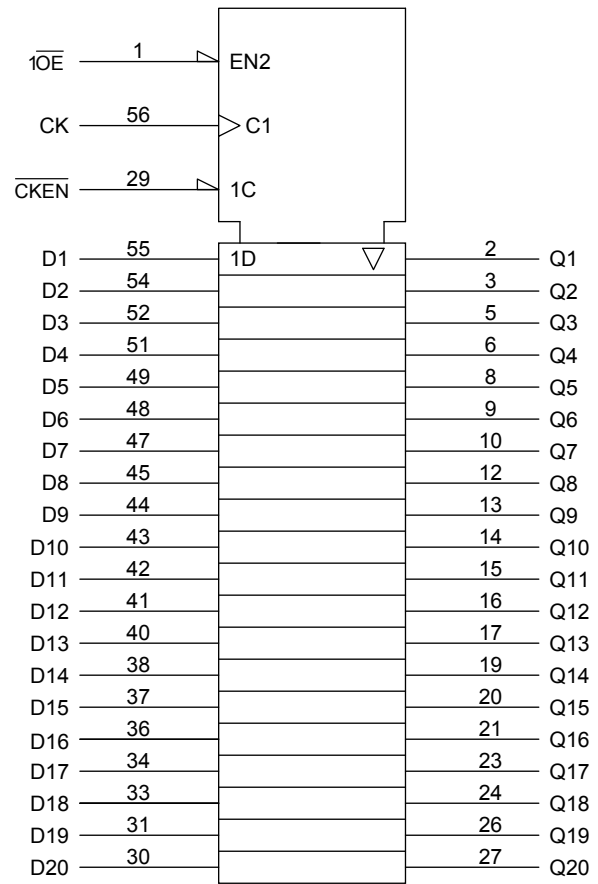 1OE 1 EN2
CK 56 C1
CKEN 29 1C
D1 55 1D 2 Q1
D2 54 3 Q2
D3 52 5 Q3
D4 51 6 Q4
D5 49 8 Q5
D6 48 9 Q6
D7 47 10 Q7
D8 45 12 Q8
D9 44 13 Q9
D10 43 14 Q10
D11 42 15 Q11
D12 41 16 Q12
D13 40 17 Q13
D14 38 19 Q14
D15 37 20 Q15
D16 36 21 Q16
D17 34 23 Q17
D18 33 24 Q18
D19 31 26 Q19
D20 30 27 Q20